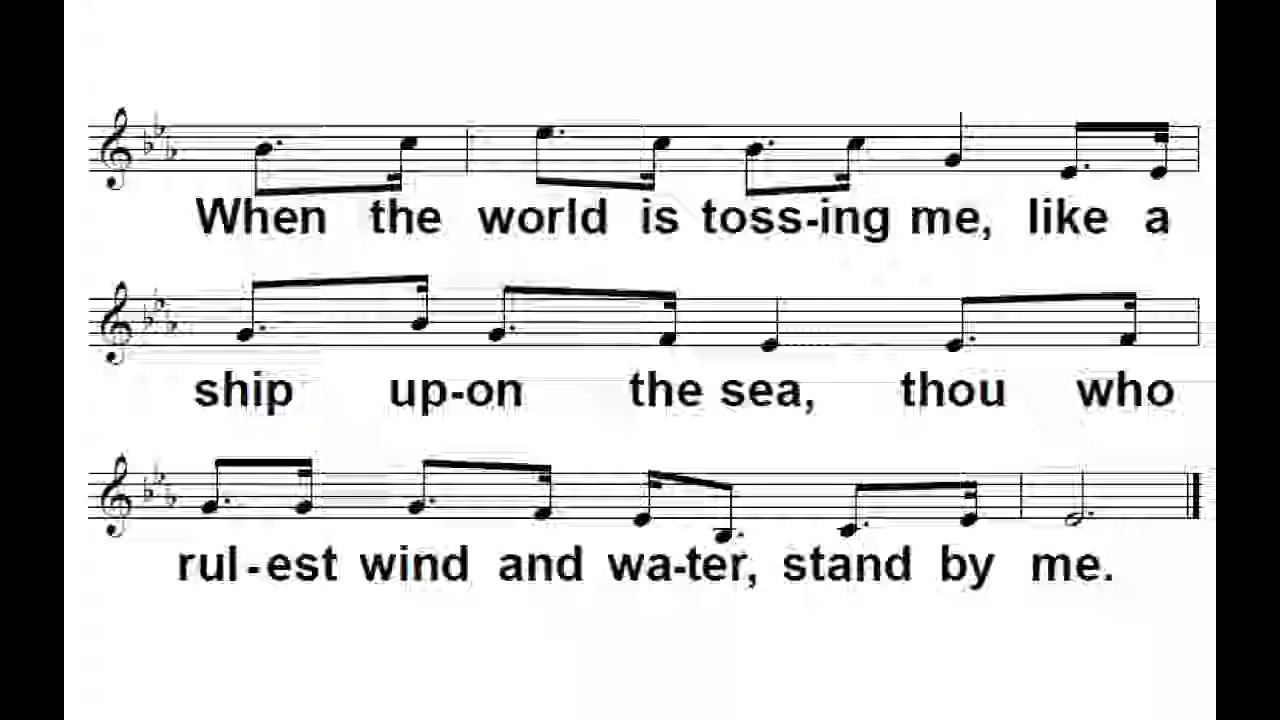 When the world is toss-ing me, like a
ship up-on the sea, thou who
rul-est wind and wa-ter, stand by me.